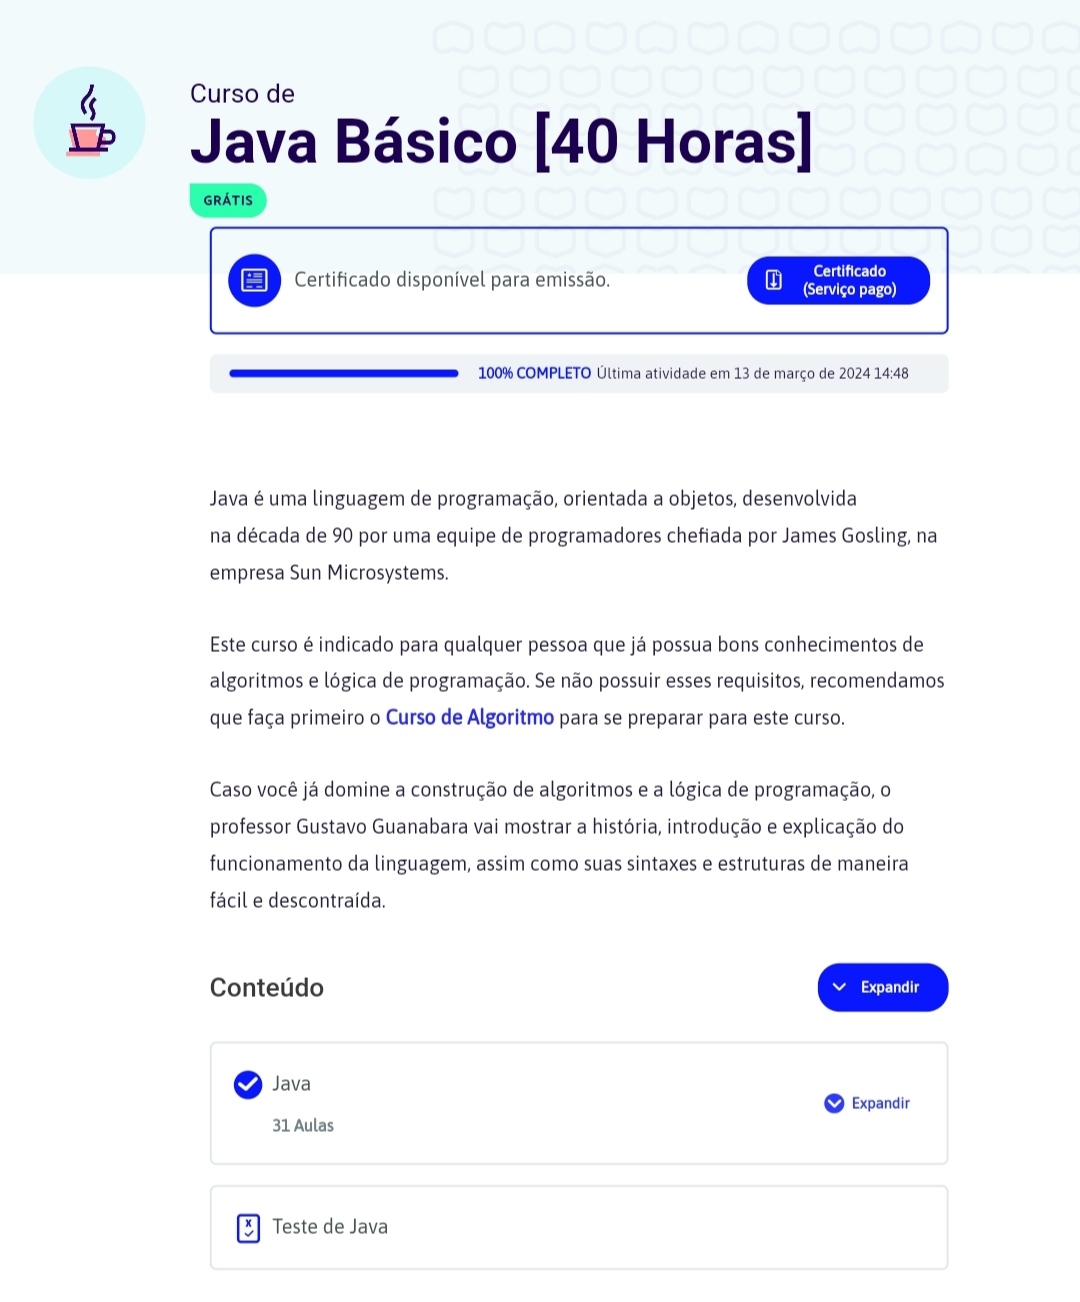 Curso de
Java Básico [40 Horas]
GRÁTIS
Certificado disponível para emissão.
Certificado
(Serviço pago)
100% COMPLETO Última atividade em 13 de março de 2024 14:48
Java é uma linguagem de programação, orientada a objetos, desenvolvida
na década de 90 por uma equipe de programadores chefiada por James Gosling, na
empresa Sun Microsystems.
Este curso é indicado para qualquer pessoa que já possua bons conhecimentos de
algoritmos e lógica de programação. Se não possuir esses requisitos, recomendamos
que faça primeiro o Curso de Algoritmo para se preparar para este curso.
Caso você já domine a construção de algoritmos e a lógica de programação, o
professor Gustavo Guanabara vai mostrar a história, introdução e explicação do
funcionamento da linguagem, assim como suas sintaxes e estruturas de maneira
fácil e descontraída.
Conteúdo
Expandir
Java
31 Aulas
Expandir
Teste de Java